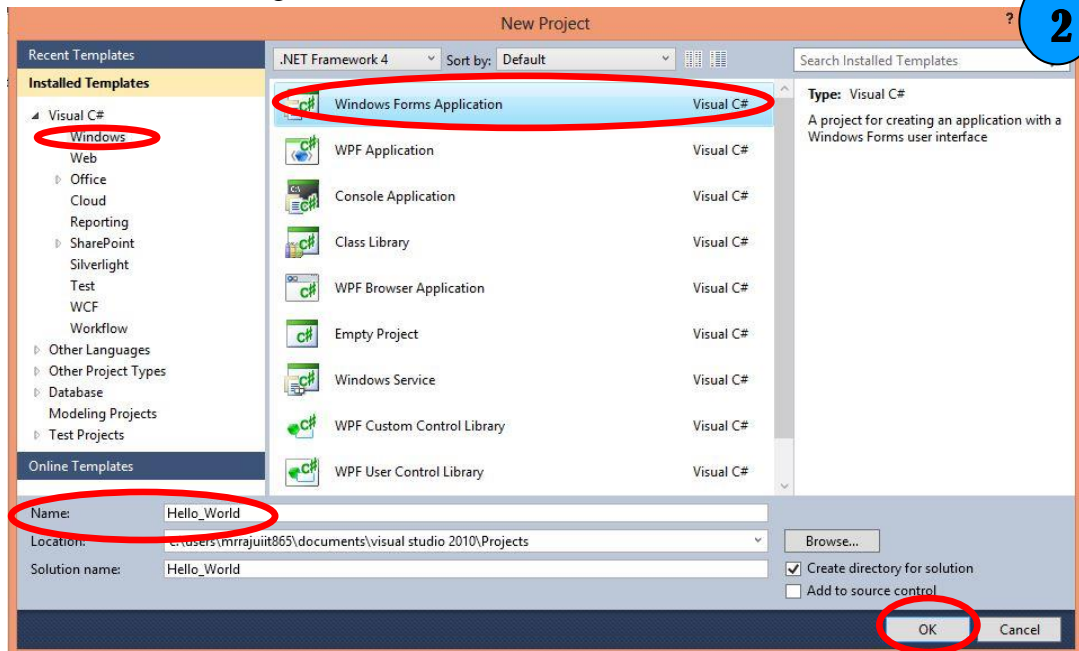 New Project
?
2
Recent Templates
.NET Framework 4
Sort by: Default
Search Installed Templates
Installed Templates
Visual C#
Windows
Web
Office
Cloud
Reporting
SharePoint
Silverlight
Test
WCF
Workflow
Other Languages
Other Project Types
Database
Modeling Projects
Test Projects
Online Templates
Windows Forms Application Visual C#
WPF Application Visual C#
Console Application Visual C#
Class Library Visual C#
WPF Browser Application Visual C#
Empty Project Visual C#
Windows Service Visual C#
WPF Custom Control Library Visual C#
WPF User Control Library Visual C#
Type: Visual C#
A project for creating an application with a
Windows Forms user interface
Name: Hello_World
Location: c:\users\mrrajuiit865\documents\visual studio 2010\Projects
Browse...
Solution name: Hello_World
Create directory for solution
Add to source control
OK Cancel